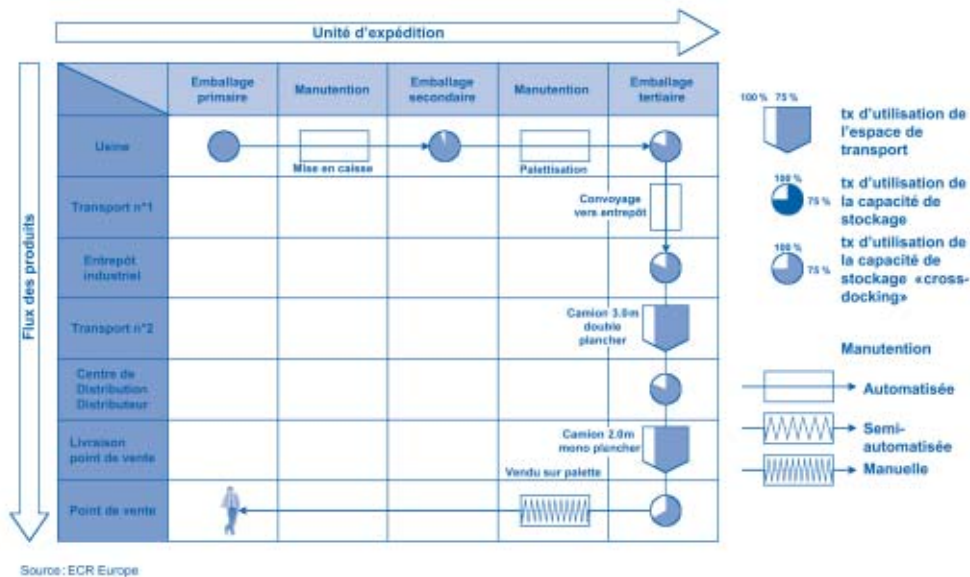 Unité d'expédition
Flux des produits
Emballage
primaire
Manutention
Emballage
secondaire
Manutention
Emballage
tertiaire
Usine
Mise en caisse
Palettisation
Transport n°1
Convoyage
vers entrepôt
Entrepôt
industriel
Transport n°2
Camion 3.0m
double
plancher
Centre de
Distribution
Distributeur
Livraison
point de vente
Camion 2.0m
mono plancher
Point de vente
Vendu sur palette
100 % 75 %
tx d'utilisation de
l'espace de
transport
100 %
75 %
tx d'utilisation de
la capacité de
stockage
100 %
75 %
tx d'utilisation de
la capacité de
stockage «cross-
docking»
Manutention
Automatisée
Semi-
automatisée
Manuelle
Source: ECR Europe